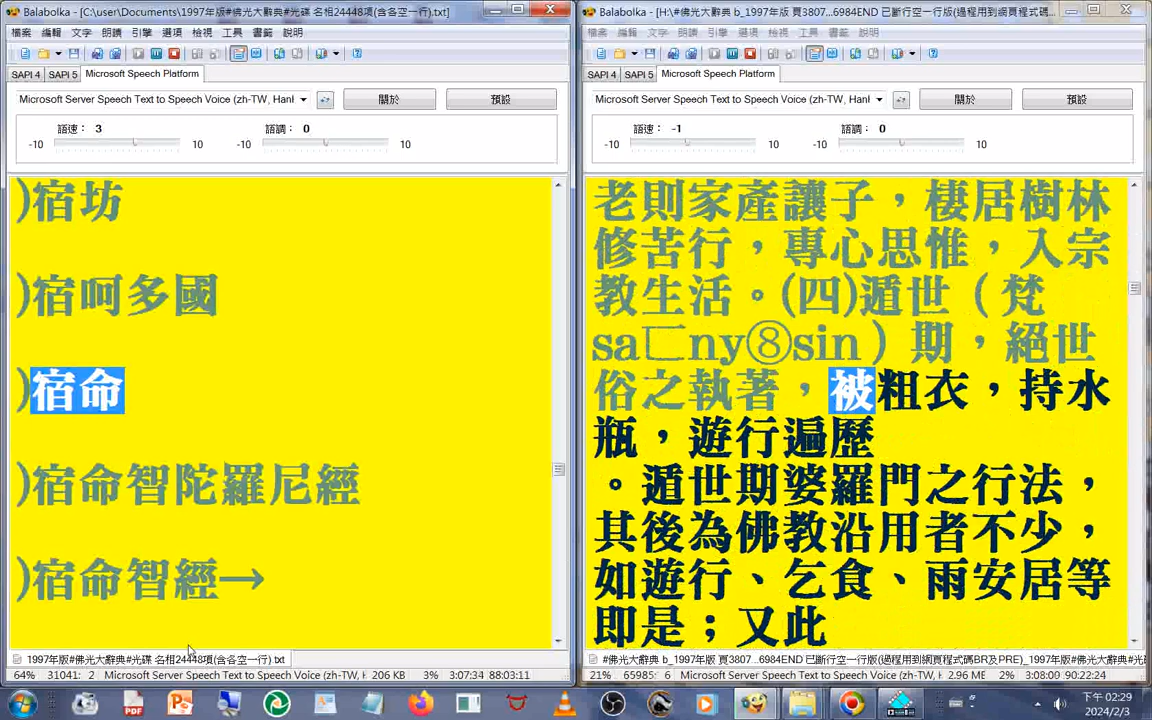 Balabolka - [C:\user\Documents\1997年版#佛光大辭典#光碟 名相24448項(含各空一行).txt]
檔案 編輯 文字 朗讀 引擎 選項 檢視 工具 書籤 說明
SAPI 4 SAPI 5 Microsoft Speech Platform
Microsoft Server Speech Text to Speech Voice (zh-TW, Hanl 關於 預設
語速： 3 語調： 0
-10 10 -10 10
)宿坊
)宿呵多國
)宿命
)宿命智陀羅尼經
)宿命智經→
1997年版#佛光大辭典#光碟 名相24448項(含各空一行).txt
64% 31041: 2 Microsoft Server Speech Text to Speech Voice (zh-TW, H 206 KB 3% 3:07:34 88:03:11
Balabolka - [H:\#佛光大辭典 b_1997年版 頁3807...6984END 已斷行空一行版(過程用到網頁程式碼
檔案 編輯 文字 朗讀 引擎 選項 檢視 工具 書籤 說明
SAPI 4 SAPI 5 Microsoft Speech Platform
Microsoft Server Speech Text to Speech Voice (zh-TW, Hanl 關於 預設
語速： -1 語調： 0
-10 10 -10 10
老則家產讓子，棲居樹林
修苦行，專心思惟，入宗
教生活。(四)遁世（梵
sa匚ny⑧sin）期，絕世
俗之執著，被粗衣，持水
瓶，遊行遍歷
。遁世期婆羅門之行法，
其後為佛教沿用者不少，
如遊行、乞食、雨安居等
即是；又此
#佛光大辭典 b_1997年版 頁3807...6984END 已斷行空一行版(過程用到網頁程式碼BR及PRE)_1997年版#光
21% 65985: 6 Microsoft Server Speech Text to Speech Voice (zh-TW, H 2.96 ME 2% 3:08:00 90:22:24
下午 02:29
2024/2/3